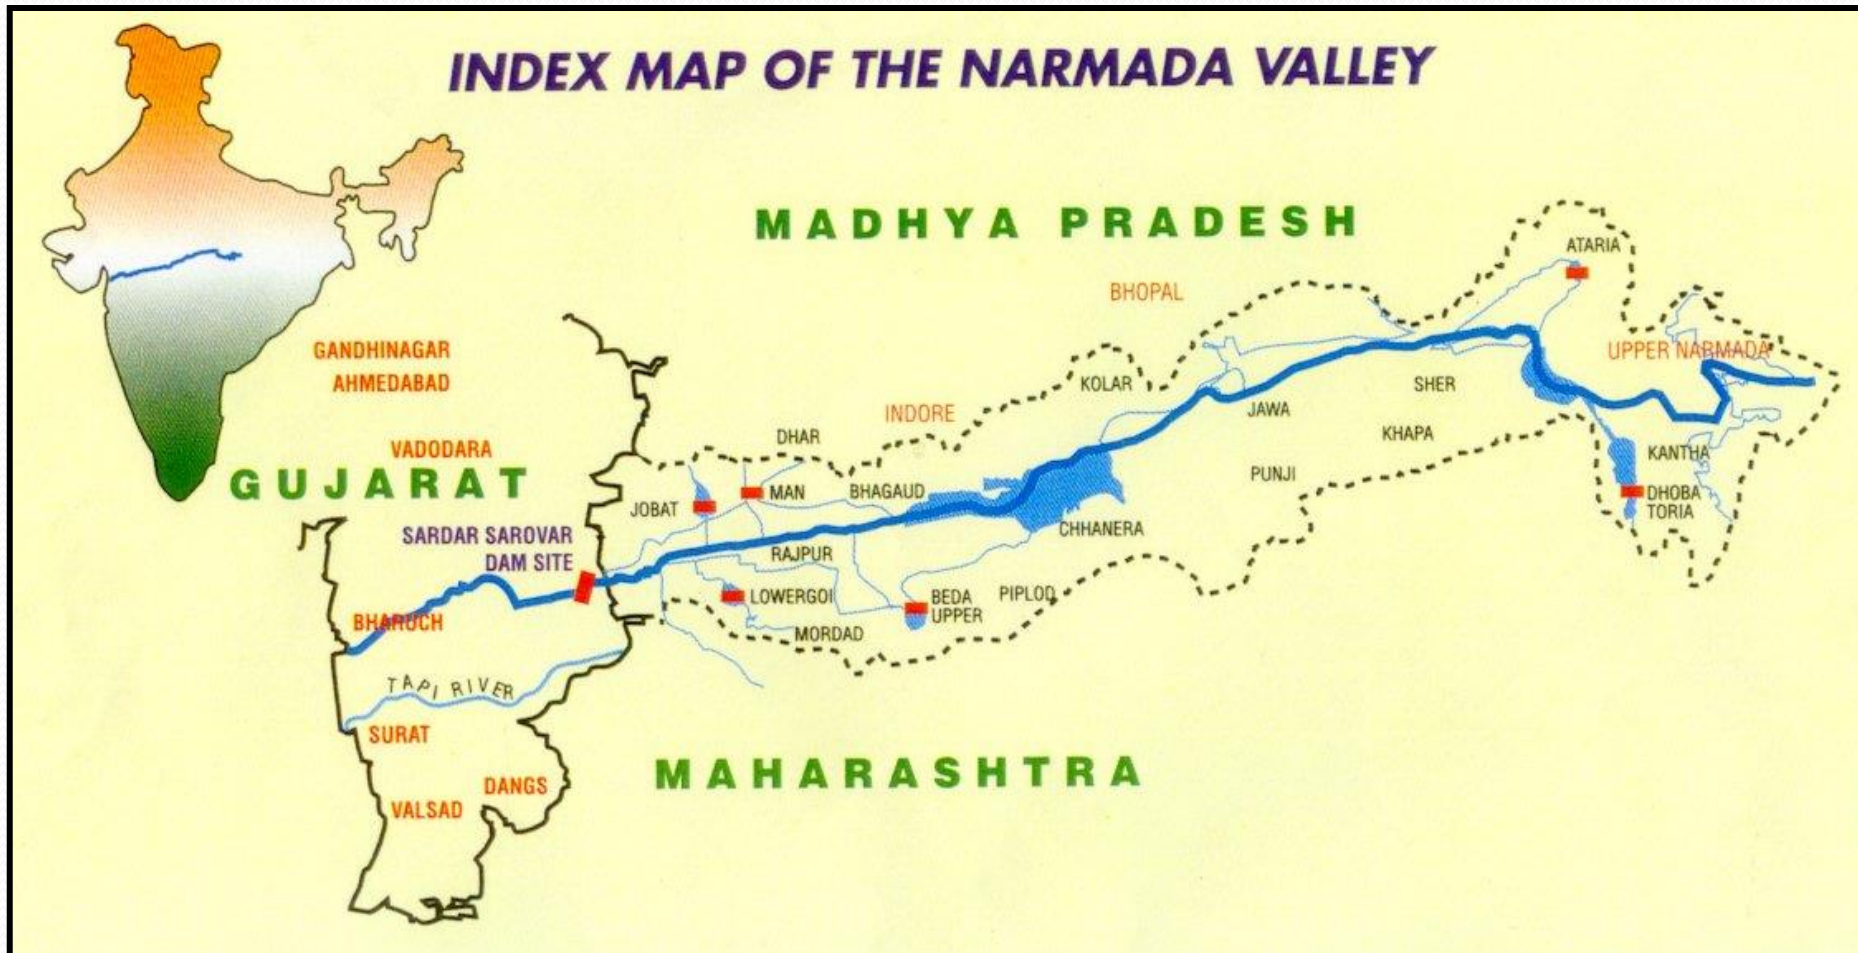 INDEX MAP OF THE NARMADA VALLEY
MADHYA PRADESH
ATARIA
BHOPAL
GANDHINAGAR
AHMEDABAD
UPPER NARMADA
KOLAR
SHER
INDORE
JAWA
DHAR
KHAPA
VADODARA
KANTHA
GUJARAT
PUNJI
MAN
BHAGAUD
DHOBA
TORIA
JOBAT
CHHANERA
SARDAR SAROVAR
DAM SITE
RAJPUR
LOWERGOI
BEDA
UPPER
PIPLOD
BHARUCH
MORDAD
TAPI RIVER
SURAT
MAHARASHTRA
DANGS
VALSAD